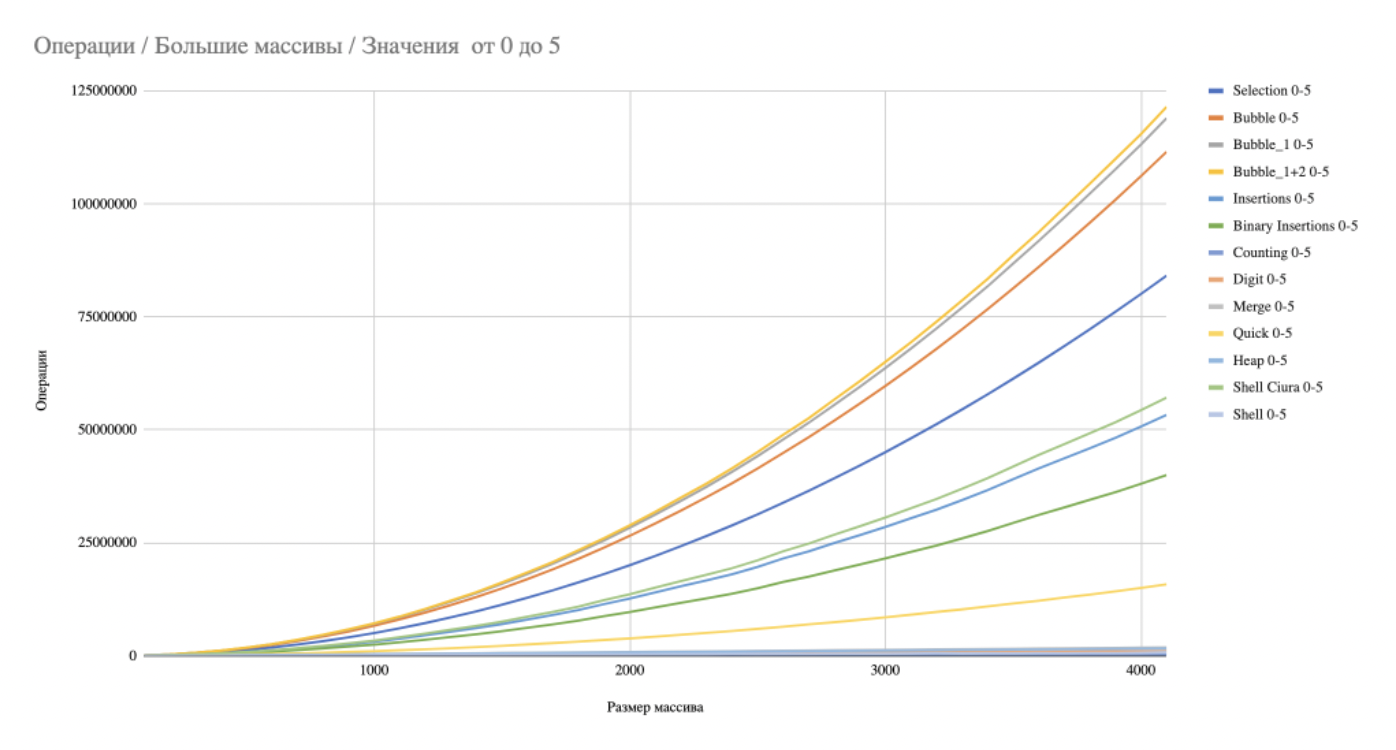 Операции / Большие массивы / Значения  от 0 до 5
125000000
100000000
75000000
50000000
25000000
0
Операции
1000
2000
3000
4000
Размер массива
Selection 0-5
Bubble 0-5
Bubble_1 0-5
Bubble_1+2 0-5
Insertions 0-5
Binary Insertions 0-5
Counting 0-5
Digit 0-5
Merge 0-5
Quick 0-5
Heap 0-5
Shell Ciura 0-5
Shell 0-5